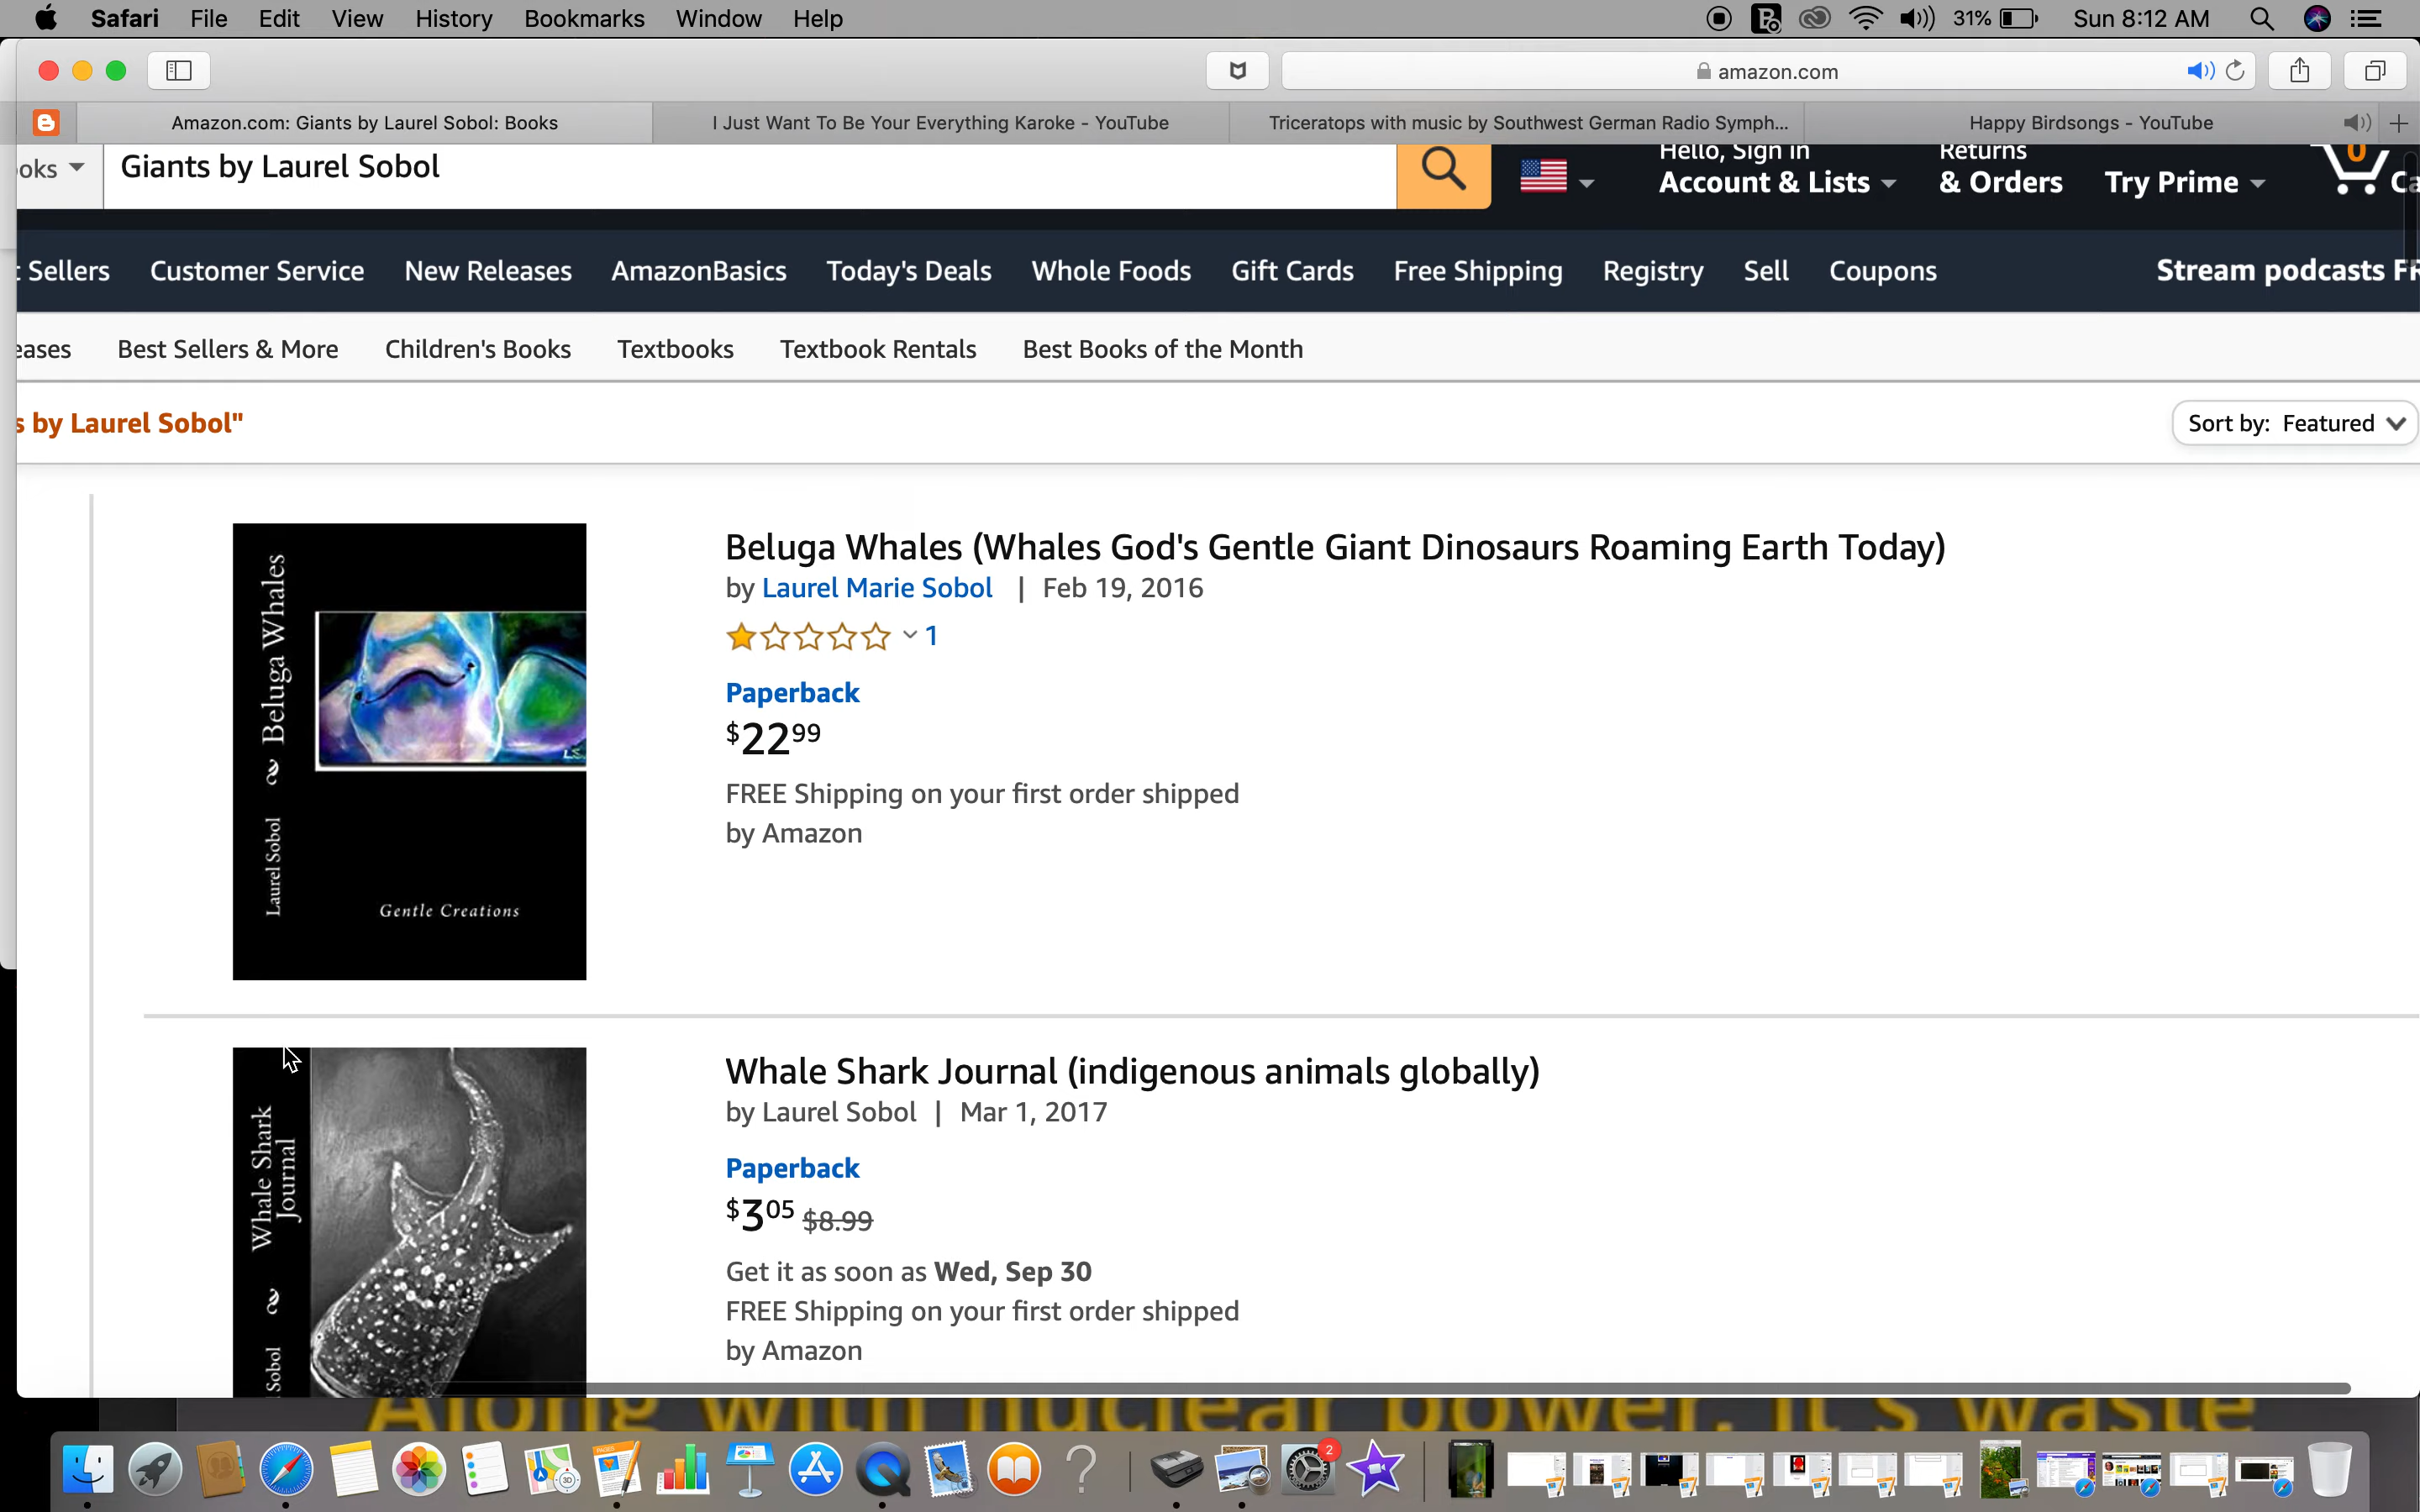 Safari File Edit View History Bookmarks Window Help 31% Sun 8:12 AM
amazon.com
Amazon.com: Giants by Laurel Sobol: Books I Just Want To Be Your Everything Karoke - YouTube Triceratops with music by Southwest German Radio Symph... Happy Birdsongs - YouTube
oks Giants by Laurel Sobol Hello, Sign in Account & Lists Returns & Orders Try Prime 0 Ca
t Sellers Customer Service New Releases AmazonBasics Today's Deals Whole Foods Gift Cards Free Shipping Registry Sell Coupons Stream podcasts FR
eases Best Sellers & More Children's Books Textbooks Textbook Rentals Best Books of the Month
s by Laurel Sobol" Sort by: Featured
Laurel Sobol Beluga Whales
LS
Gentle Creations
Beluga Whales (Whales God's Gentle Giant Dinosaurs Roaming Earth Today)
by Laurel Marie Sobol | Feb 19, 2016
1
Paperback
$2299
FREE Shipping on your first order shipped
by Amazon
Sobol Whale Shark
Journal
Whale Shark Journal (indigenous animals globally)
by Laurel Sobol | Mar 1, 2017
Paperback
$305 $8.99
Get it as soon as Wed, Sep 30
FREE Shipping on your first order shipped
by Amazon
Along with nuclear power, it's waste
PAGES
3D
2